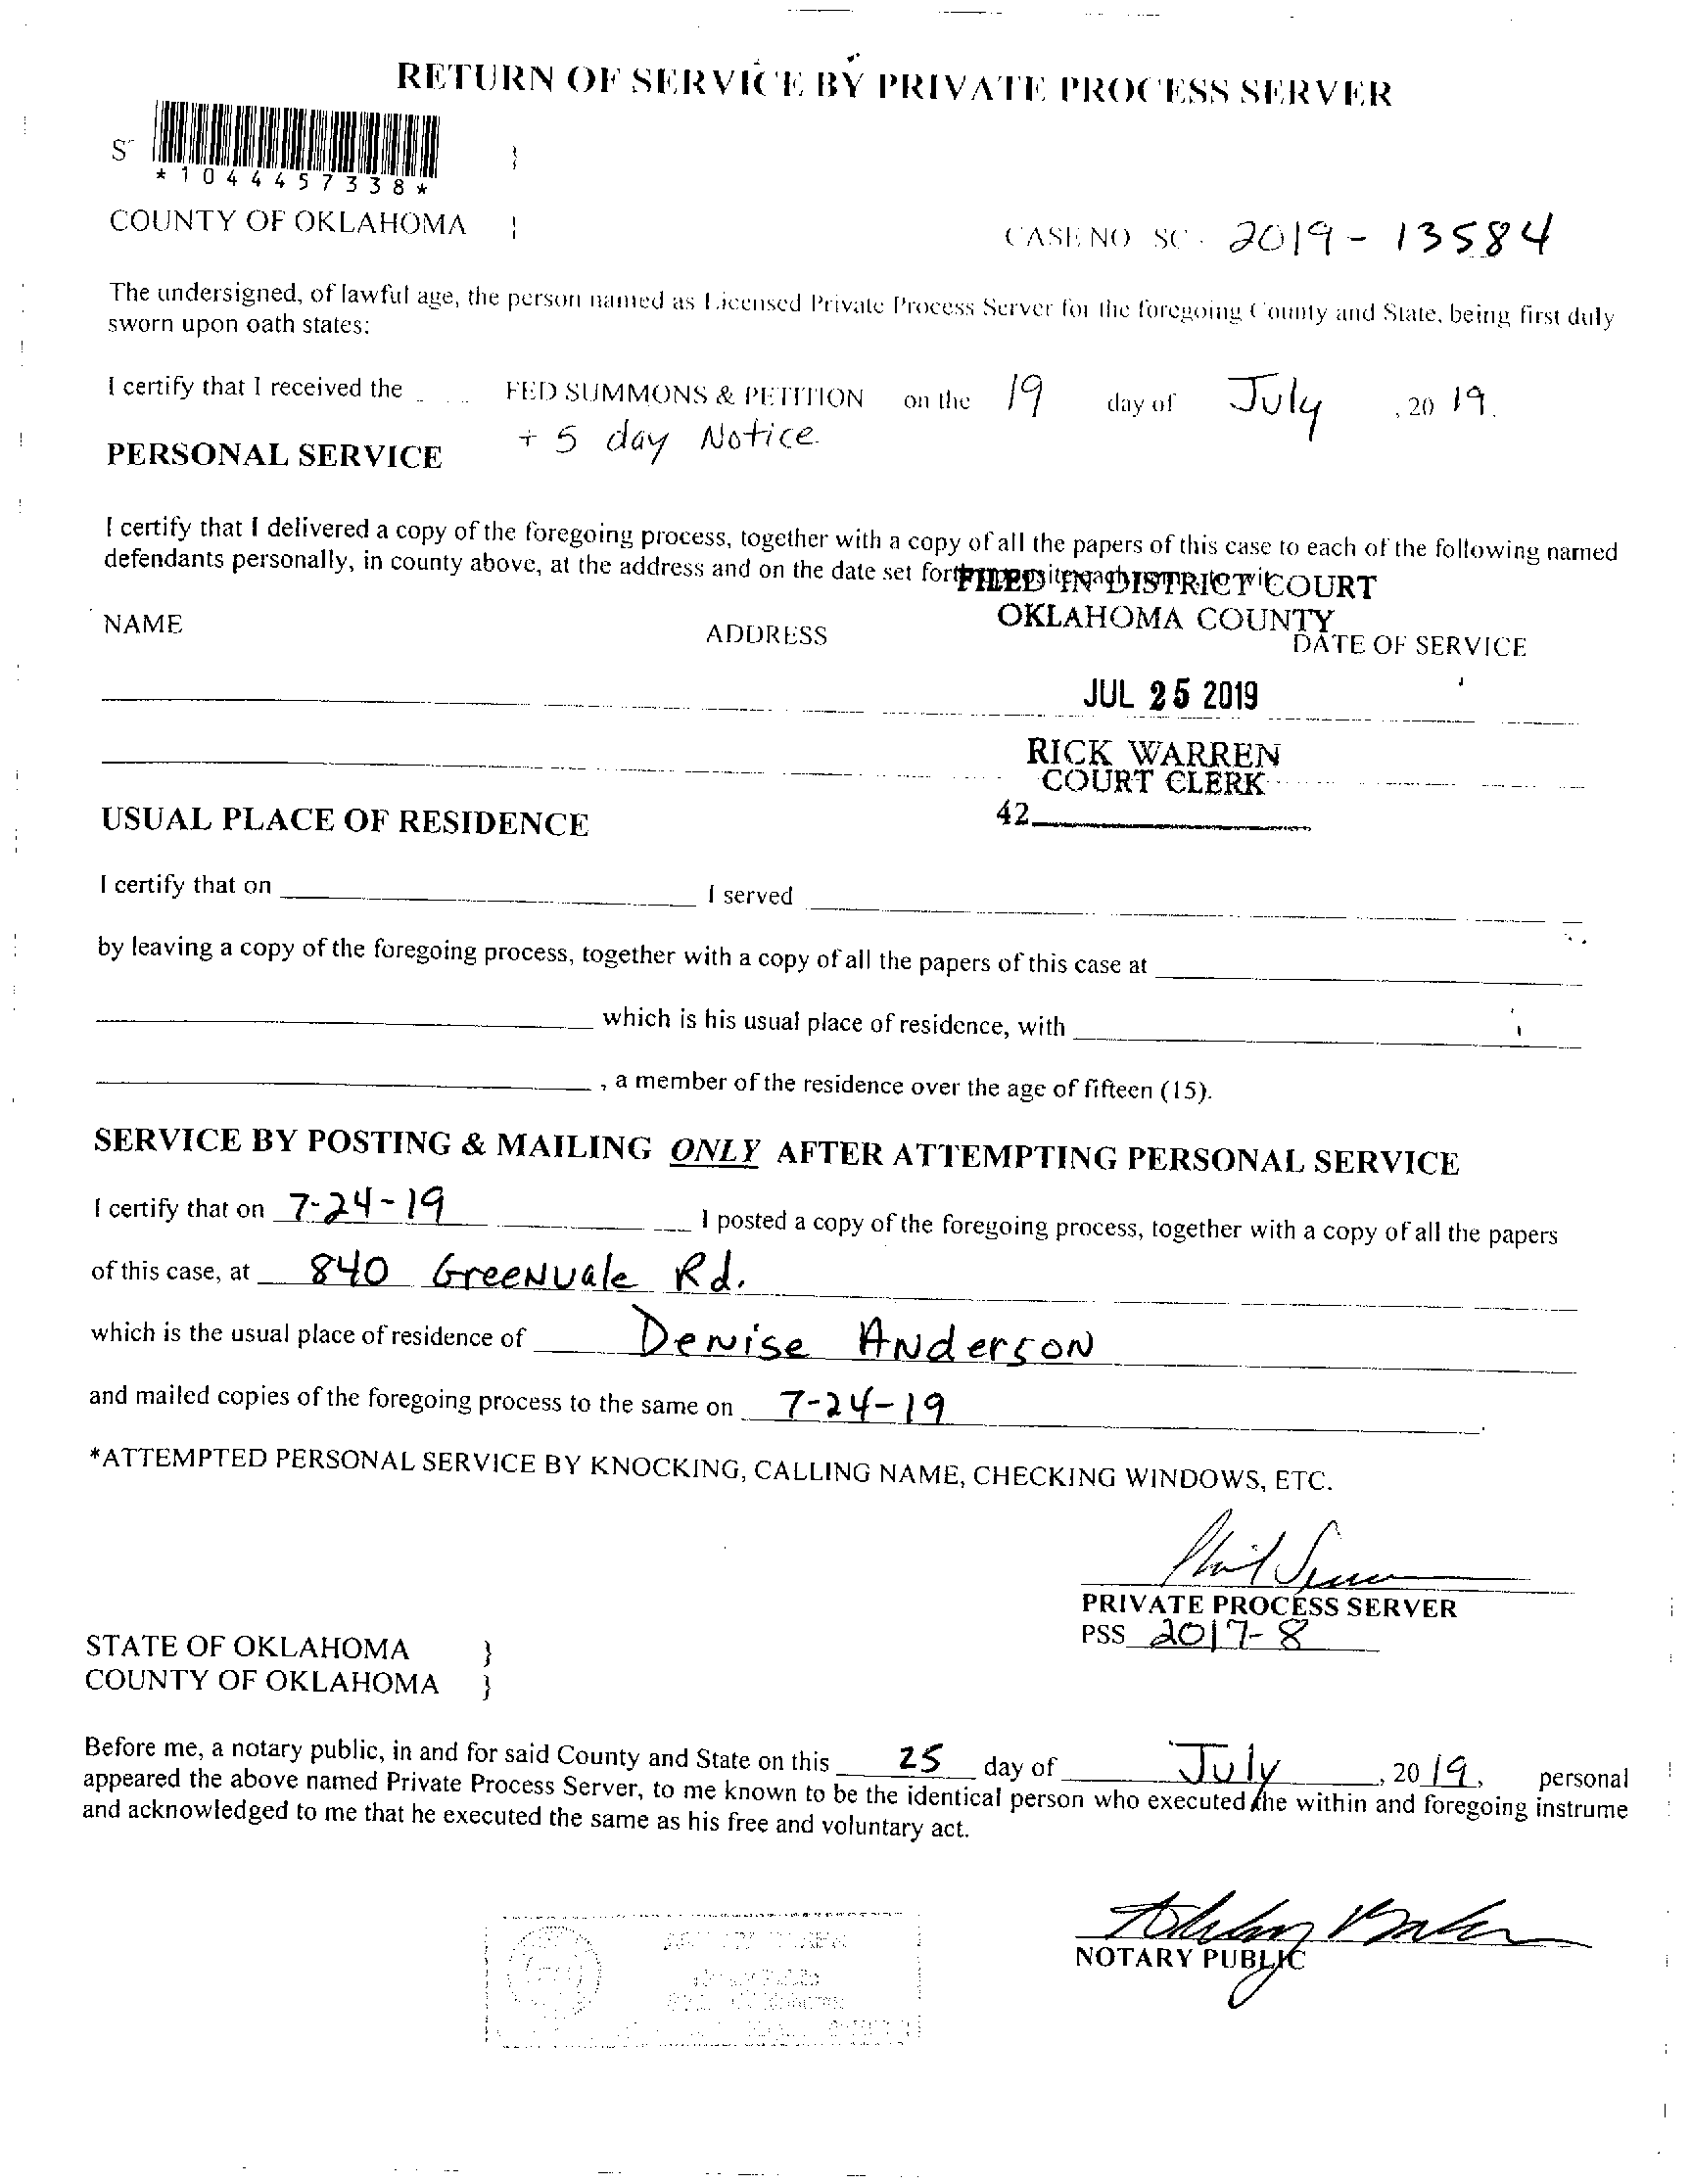 RETURN OF SERVICE BY PRIVATE PROCESS SERVER
*1044457338*
COUNTY OF OKLAHOMA }
CASE NO SC - 2019 - 13584
The undersigned, of lawful age, the person named as Licensed Private Process Server for the foregoing County and State, being first duly
sworn upon oath states:
I certify that I received the FED SUMMONS & PETITION on the 19 day of July , 20 19.
+ 5 day Notice.
PERSONAL SERVICE
I certify that I delivered a copy of the foregoing process, together with a copy of all the papers of this case to each of the following named
defendants personally, in county above, at the address and on the date set
FILED IN DISTRICT COURT
OKLAHOMA COUNTY
NAME ADDRESS DATE OF SERVICE
JUL 25 2019
RICK WARREN
COURT CLERK
42
USUAL PLACE OF RESIDENCE
I certify that on I served
by leaving a copy of the foregoing process, together with a copy of all the papers of this case at
which is his usual place of residence, with
, a member of the residence over the age of fifteen (15).
SERVICE BY POSTING & MAILING ONLY AFTER ATTEMPTING PERSONAL SERVICE
I certify that on 7-24-19 I posted a copy of the foregoing process, together with a copy of all the papers
of this case, at 840 Greenvale Rd.
which is the usual place of residence of Denise Anderson
and mailed copies of the foregoing process to the same on 7-24-19.
*ATTEMPTED PERSONAL SERVICE BY KNOCKING, CALLING NAME, CHECKING WINDOWS, ETC.
PRIVATE PROCESS SERVER
PSS 2017-8
STATE OF OKLAHOMA }
COUNTY OF OKLAHOMA }
Before me, a notary public, in and for said County and State on this 25 day of July , 20 19, personal
appeared the above named Private Process Server, to me known to be the identical person who executed the within and foregoing instrume
and acknowledged to me that he executed the same as his free and voluntary act.
NOTARY PUBLIC